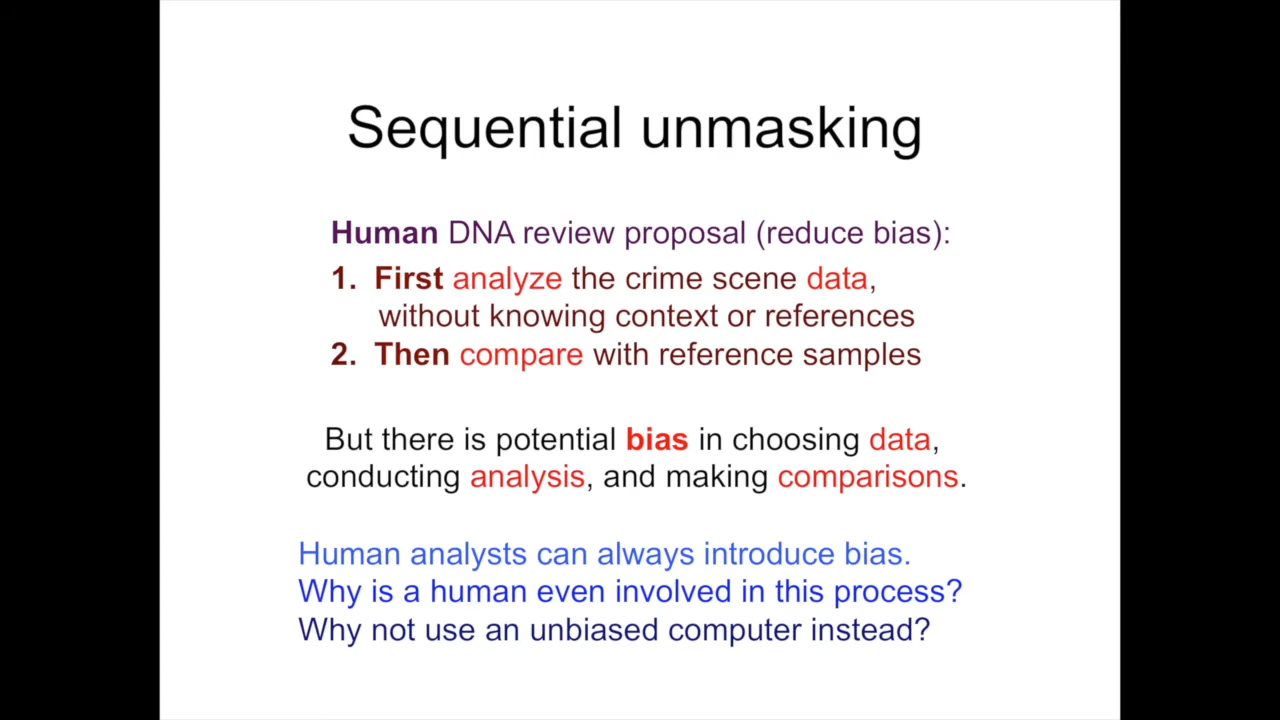 Sequential unmasking
Human DNA review proposal (reduce bias):
1. First analyze the crime scene data,
without knowing context or references
2. Then compare with reference samples
But there is potential bias in choosing data,
conducting analysis, and making comparisons.
Human analysts can always introduce bias.
Why is a human even involved in this process?
Why not use an unbiased computer instead?